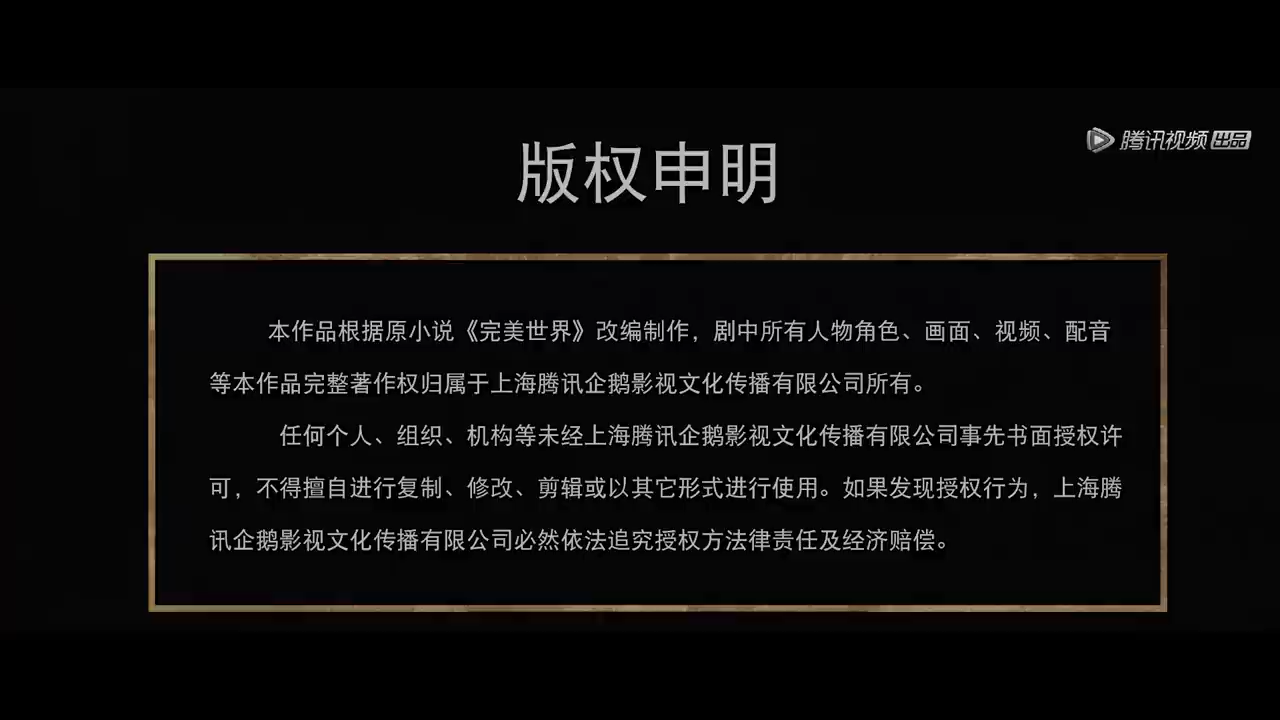 腾讯视频 出品
版权申明
本作品根据原小说《完美世界》改编制作，剧中所有人物角色、画面、视频、配音
等本作品完整著作权归属于上海腾讯企鹅影视文化传播有限公司所有。
任何个人、组织、机构等未经上海腾讯企鹅影视文化传播有限公司事先书面授权许
可，不得擅自进行复制、修改、剪辑或以其它形式进行使用。如果发现授权行为，上海腾
讯企鹅影视文化传播有限公司必然依法追究授权方法律责任及经济赔偿。